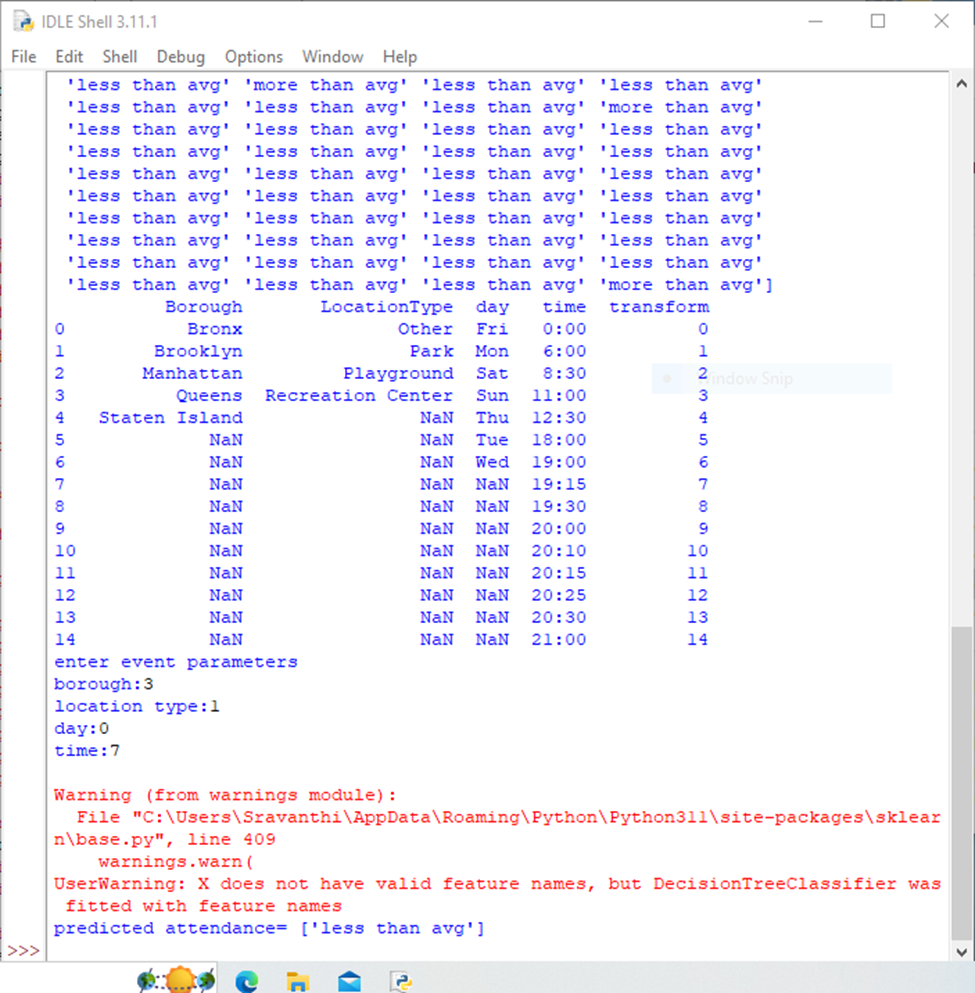 IDLE Shell 3.11.1
File Edit Shell Debug Options Window Help
'less than avg' 'more than avg' 'less than avg' 'less than avg'
'less than avg' 'less than avg' 'less than avg' 'more than avg'
'less than avg' 'less than avg' 'less than avg' 'less than avg'
'less than avg' 'less than avg' 'less than avg' 'less than avg'
'less than avg' 'less than avg' 'less than avg' 'less than avg'
'less than avg' 'less than avg' 'less than avg' 'less than avg'
'less than avg' 'less than avg' 'less than avg' 'less than avg'
'less than avg' 'less than avg' 'less than avg' 'less than avg'
'less than avg' 'less than avg' 'less than avg' 'less than avg'
'less than avg' 'less than avg' 'less than avg' 'more than avg']
Borough LocationType day time transform
0 Bronx Other Fri 0:00 0
1 Brooklyn Park Mon 6:00 1
2 Manhattan Playground Sat 8:30 2
Window Snip
3 Queens Recreation Center Sun 11:00 3
4 Staten Island NaN Thu 12:30 4
5 NaN NaN Tue 18:00 5
6 NaN NaN Wed 19:00 6
7 NaN NaN NaN 19:15 7
8 NaN NaN NaN 19:30 8
9 NaN NaN NaN 20:00 9
10 NaN NaN NaN 20:10 10
11 NaN NaN NaN 20:15 11
12 NaN NaN NaN 20:25 12
13 NaN NaN NaN 20:30 13
14 NaN NaN NaN 21:00 14
enter event parameters
borough:3
location type:1
day:0
time:7
Warning (from warnings module):
File "C:\Users\Sravanthi\AppData\Roaming\Python\Python311\site-packages\sklear
n\base.py", line 409
warnings.warn(
UserWarning: X does not have valid feature names, but DecisionTreeClassifier was
fitted with feature names
predicted attendance= ['less than avg']
>>>